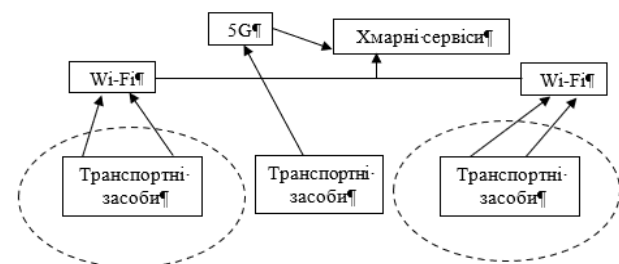 5G¶
Хмарні·сервіси¶
Wi-Fi¶
Wi-Fi¶
Транспортні·
засоби¶
Транспортні·
засоби¶
Транспортні·
засоби¶